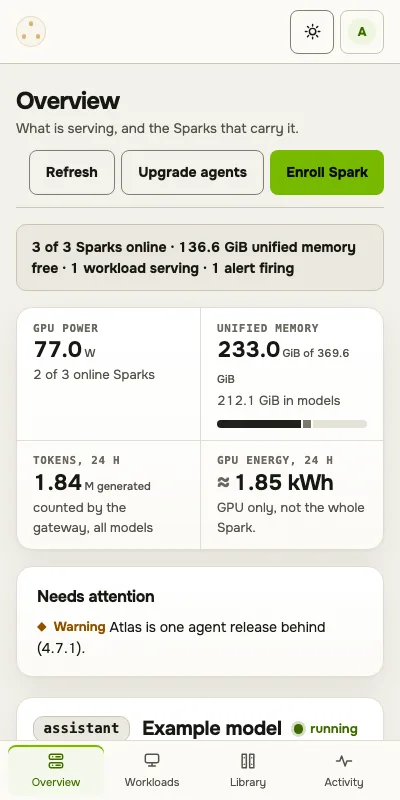 A
Overview
What is serving, and the Sparks that carry it.
Refresh
Upgrade agents
Enroll Spark
3 of 3 Sparks online · 136.6 GiB unified memory
free · 1 workload serving · 1 alert firing
GPU POWER
77.0 W
2 of 3 online Sparks
UNIFIED MEMORY
233.0 GiB of 369.6
GiB
212.1 GiB in models
TOKENS, 24 H
1.84 M generated
counted by the
gateway, all models
GPU ENERGY, 24 H
≈ 1.85 kWh
GPU only, not the whole
Spark.
Needs attention
◆ Warning Atlas is one agent release behind
(4.7.1).
assistant Example model running
Overview
Workloads
Library
Activity